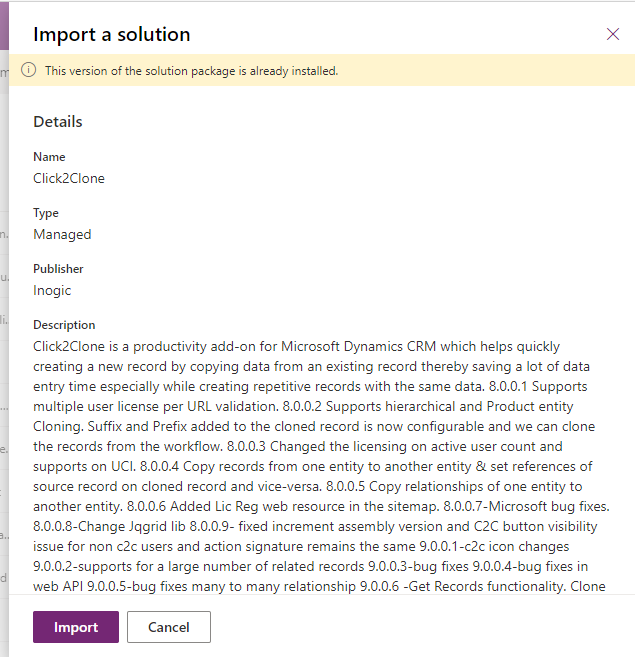 Import a solution
This version of the solution package is already installed.
Details
Name
Click2Clone
Type
Managed
Publisher
Inogic
Description
Click2Clone is a productivity add-on for Microsoft Dynamics CRM which helps quickly
creating a new record by copying data from an existing record thereby saving a lot of data
entry time especially while creating repetitive records with the same data. 8.0.0.1 Supports
multiple user license per URL validation. 8.0.0.2 Supports hierarchical and Product entity
Cloning. Suffix and Prefix added to the cloned record is now configurable and we can clone
the records from the workflow. 8.0.0.3 Changed the licensing on active user count and
supports on UCI. 8.0.0.4 Copy records from one entity to another entity & set references of
source record on cloned record and vice-versa. 8.0.0.5 Copy relationships of one entity to
another entity. 8.0.0.6 Added Lic Reg web resource in the sitemap. 8.0.0.7-Microsoft bug fixes.
8.0.0.8-Change Jqgrid lib 8.0.0.9- fixed increment assembly version and C2C button visibility
issue for non c2c users and action signature remains the same 9.0.0.1-c2c icon changes
9.0.0.2-supports for a large number of related records 9.0.0.3-bug fixes 9.0.0.4-bug fixes in
web API 9.0.0.5-bug fixes many to many relationship 9.0.0.6 -Get Records functionality. Clone
Import
Cancel